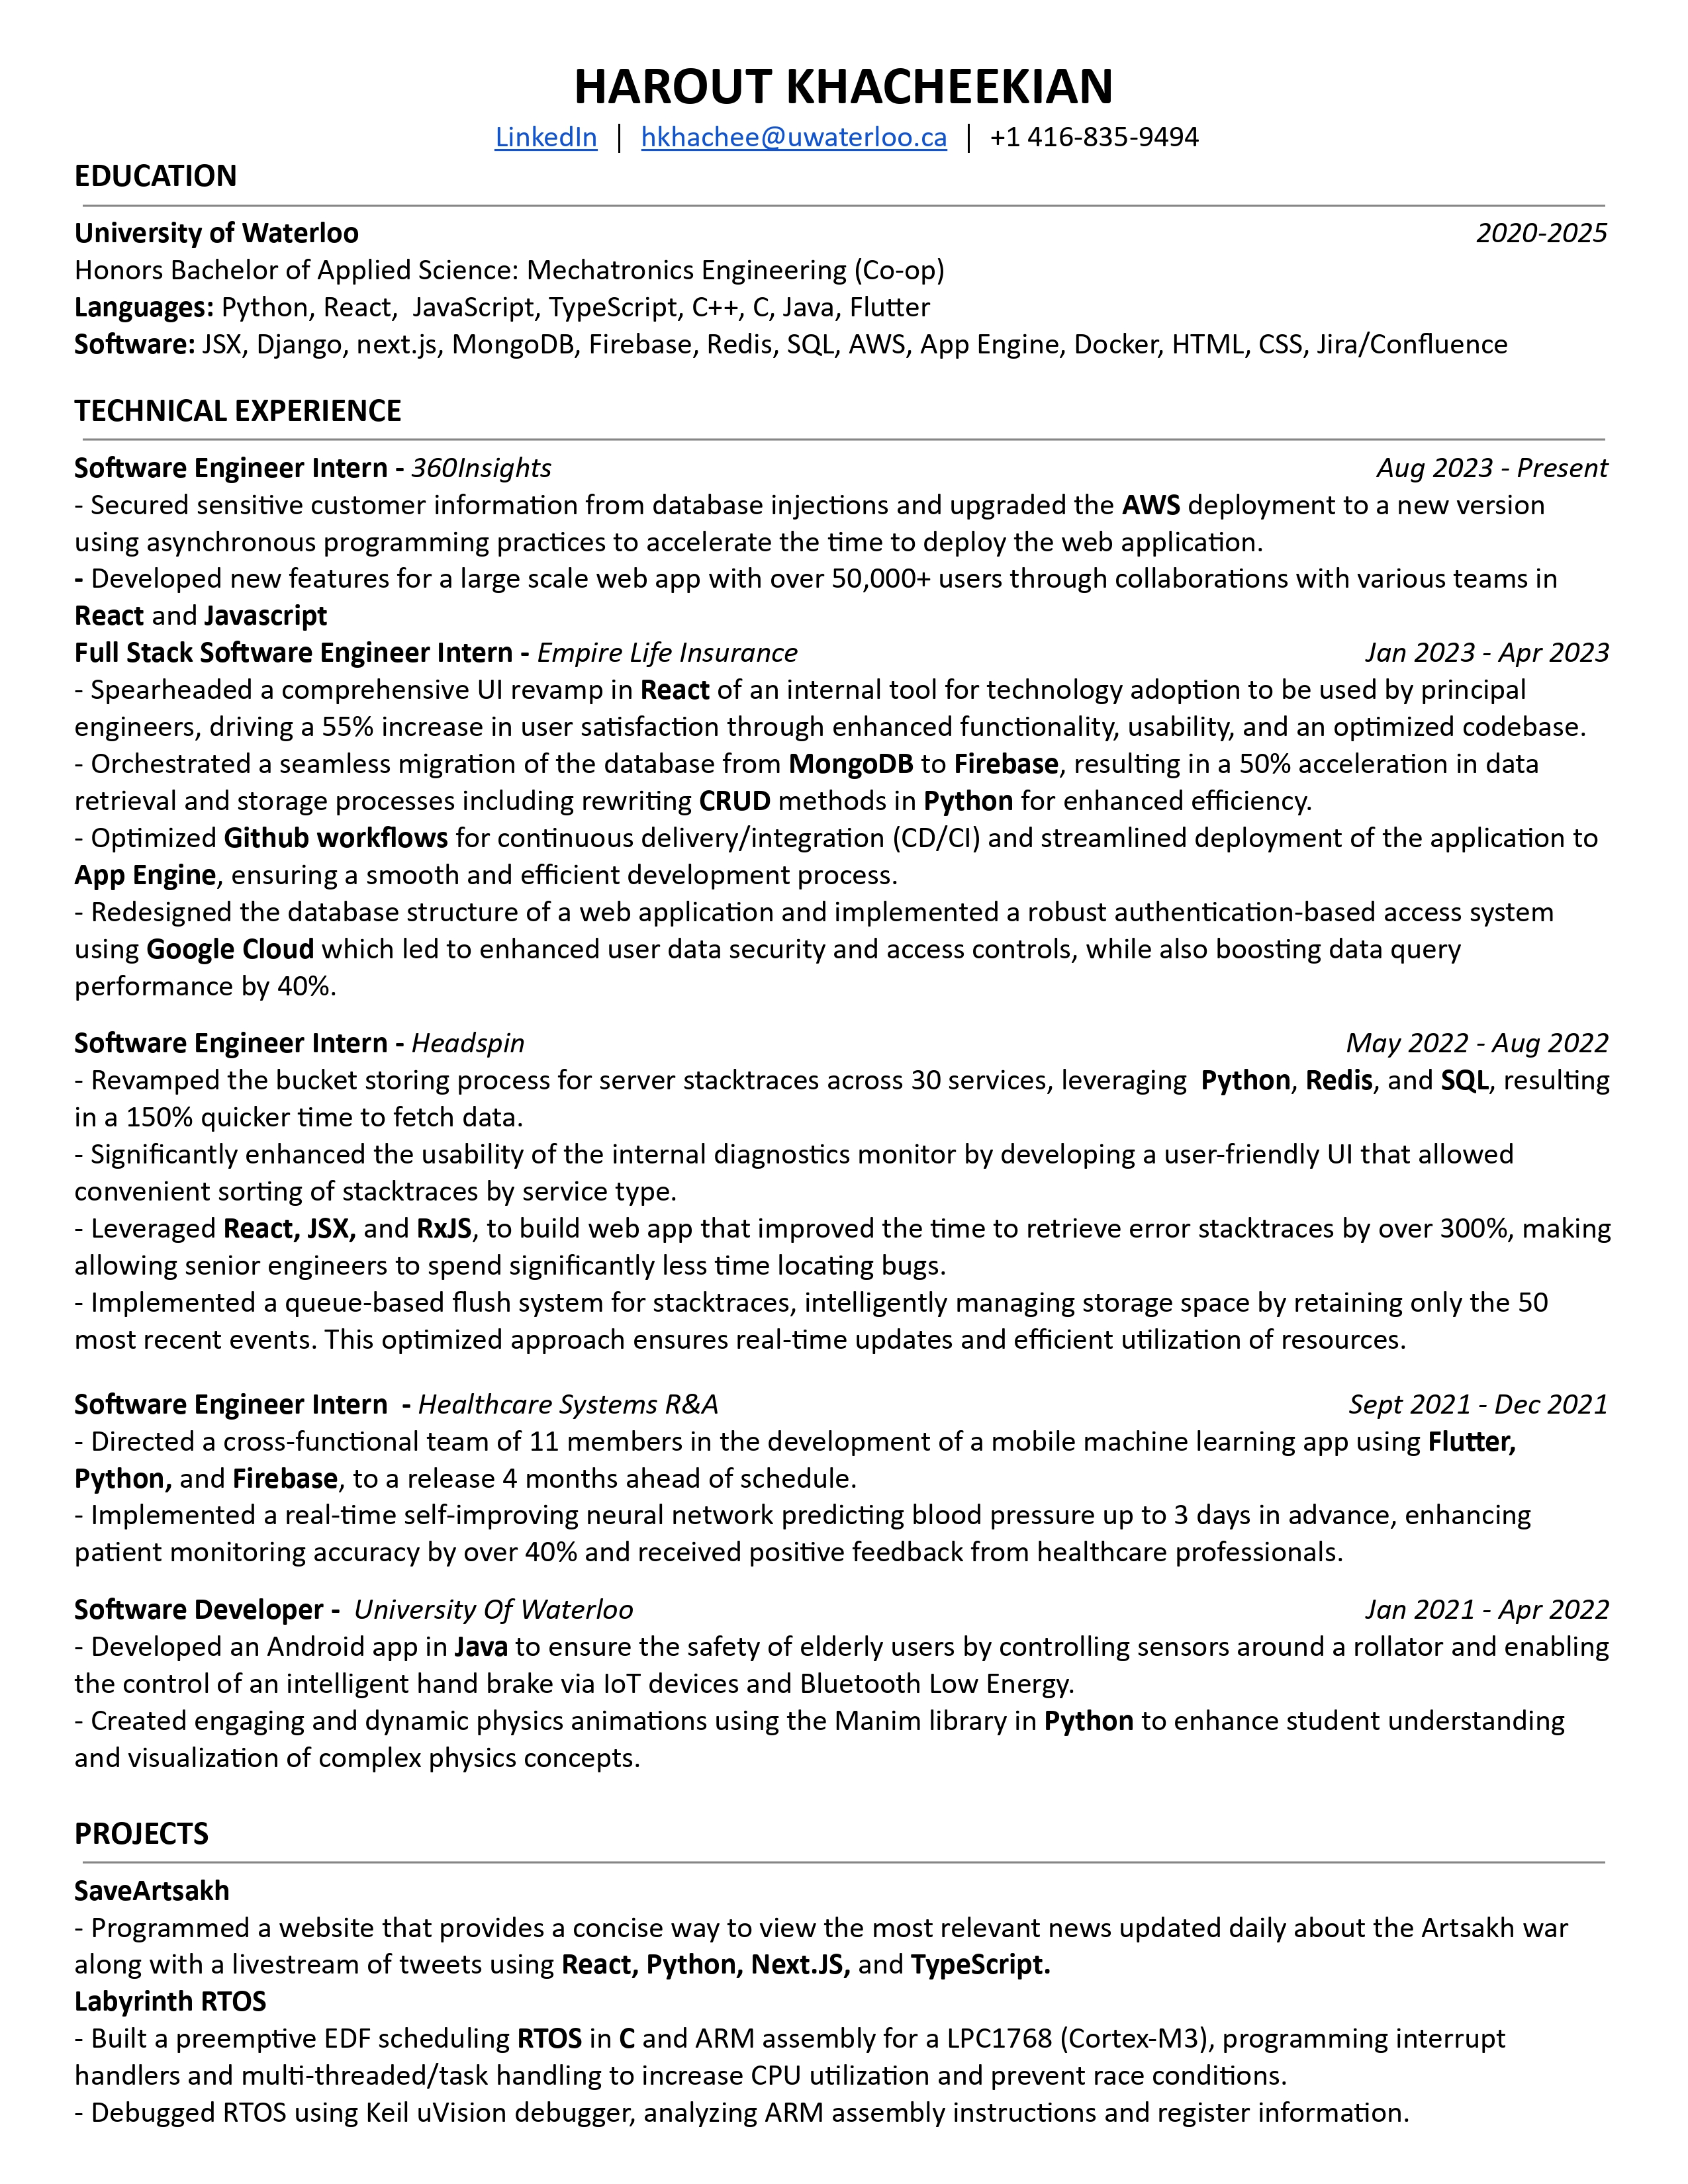 HAROUT KHACHEEKIAN
LinkedIn | hkhachee@uwaterloo.ca | +1 416-835-9494
EDUCATION
University of Waterloo 2020-2025
Honors Bachelor of Applied Science: Mechatronics Engineering (Co-op)
Languages: Python, React, JavaScript, TypeScript, C++, C, Java, Flutter
Software: JSX, Django, next.js, MongoDB, Firebase, Redis, SQL, AWS, App Engine, Docker, HTML, CSS, Jira/Confluence
TECHNICAL EXPERIENCE
Software Engineer Intern - 360Insights Aug 2023 - Present
- Secured sensitive customer information from database injections and upgraded the AWS deployment to a new version
using asynchronous programming practices to accelerate the time to deploy the web application.
- Developed new features for a large scale web app with over 50,000+ users through collaborations with various teams in
React and Javascript
Full Stack Software Engineer Intern - Empire Life Insurance Jan 2023 - Apr 2023
- Spearheaded a comprehensive UI revamp in React of an internal tool for technology adoption to be used by principal
engineers, driving a 55% increase in user satisfaction through enhanced functionality, usability, and an optimized codebase.
- Orchestrated a seamless migration of the database from MongoDB to Firebase, resulting in a 50% acceleration in data
retrieval and storage processes including rewriting CRUD methods in Python for enhanced efficiency.
- Optimized Github workflows for continuous delivery/integration (CD/CI) and streamlined deployment of the application to
App Engine, ensuring a smooth and efficient development process.
- Redesigned the database structure of a web application and implemented a robust authentication-based access system
using Google Cloud which led to enhanced user data security and access controls, while also boosting data query
performance by 40%.
Software Engineer Intern - Headspin May 2022 - Aug 2022
- Revamped the bucket storing process for server stacktraces across 30 services, leveraging Python, Redis, and SQL, resulting
in a 150% quicker time to fetch data.
- Significantly enhanced the usability of the internal diagnostics monitor by developing a user-friendly UI that allowed
convenient sorting of stacktraces by service type.
- Leveraged React, JSX, and RxJS, to build web app that improved the time to retrieve error stacktraces by over 300%, making
allowing senior engineers to spend significantly less time locating bugs.
- Implemented a queue-based flush system for stacktraces, intelligently managing storage space by retaining only the 50
most recent events. This optimized approach ensures real-time updates and efficient utilization of resources.
Software Engineer Intern - Healthcare Systems R&A Sept 2021 - Dec 2021
- Directed a cross-functional team of 11 members in the development of a mobile machine learning app using Flutter,
Python, and Firebase, to a release 4 months ahead of schedule.
- Implemented a real-time self-improving neural network predicting blood pressure up to 3 days in advance, enhancing
patient monitoring accuracy by over 40% and received positive feedback from healthcare professionals.
Software Developer - University Of Waterloo Jan 2021 - Apr 2022
- Developed an Android app in Java to ensure the safety of elderly users by controlling sensors around a rollator and enabling
the control of an intelligent hand brake via IoT devices and Bluetooth Low Energy.
- Created engaging and dynamic physics animations using the Manim library in Python to enhance student understanding
and visualization of complex physics concepts.
PROJECTS
SaveArtsakh
- Programmed a website that provides a concise way to view the most relevant news updated daily about the Artsakh war
along with a livestream of tweets using React, Python, Next.JS, and TypeScript.
Labyrinth RTOS
- Built a preemptive EDF scheduling RTOS in C and ARM assembly for a LPC1768 (Cortex-M3), programming interrupt
handlers and multi-threaded/task handling to increase CPU utilization and prevent race conditions.
- Debugged RTOS using Keil uVision debugger, analyzing ARM assembly instructions and register information.